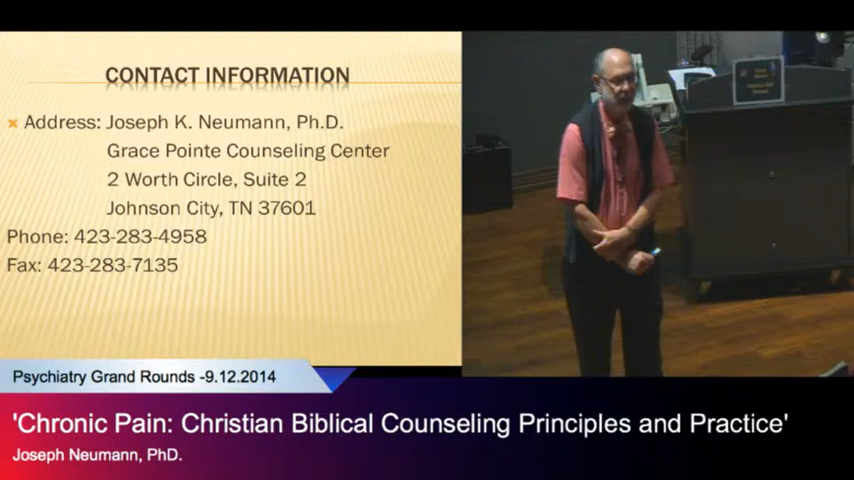 CONTACT INFORMATION
Address: Joseph K. Neumann, Ph.D.
Grace Pointe Counseling Center
2 Worth Circle, Suite 2
Johnson City, TN 37601
Phone: 423-283-4958
Fax: 423-283-7135
Psychiatry Grand Rounds -9.12.2014
'Chronic Pain: Christian Biblical Counseling Principles and Practice'
Joseph Neumann, PhD.